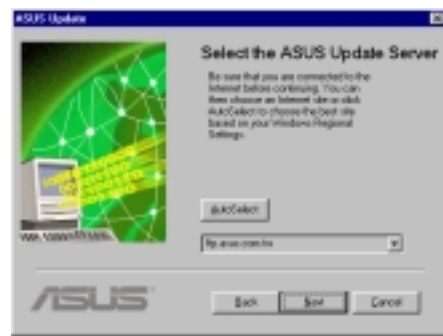 ASUS Update
Select the ASUS Update Server
Be sure that you are connected to the
Internet before continuing. You can
then choose an Internet site or click
AutoSelect to choose the best site
based on your Windows Regional
Settings.
AutoSelect
ftp.asus.com.tw
ASUS
Back
Next
Cancel